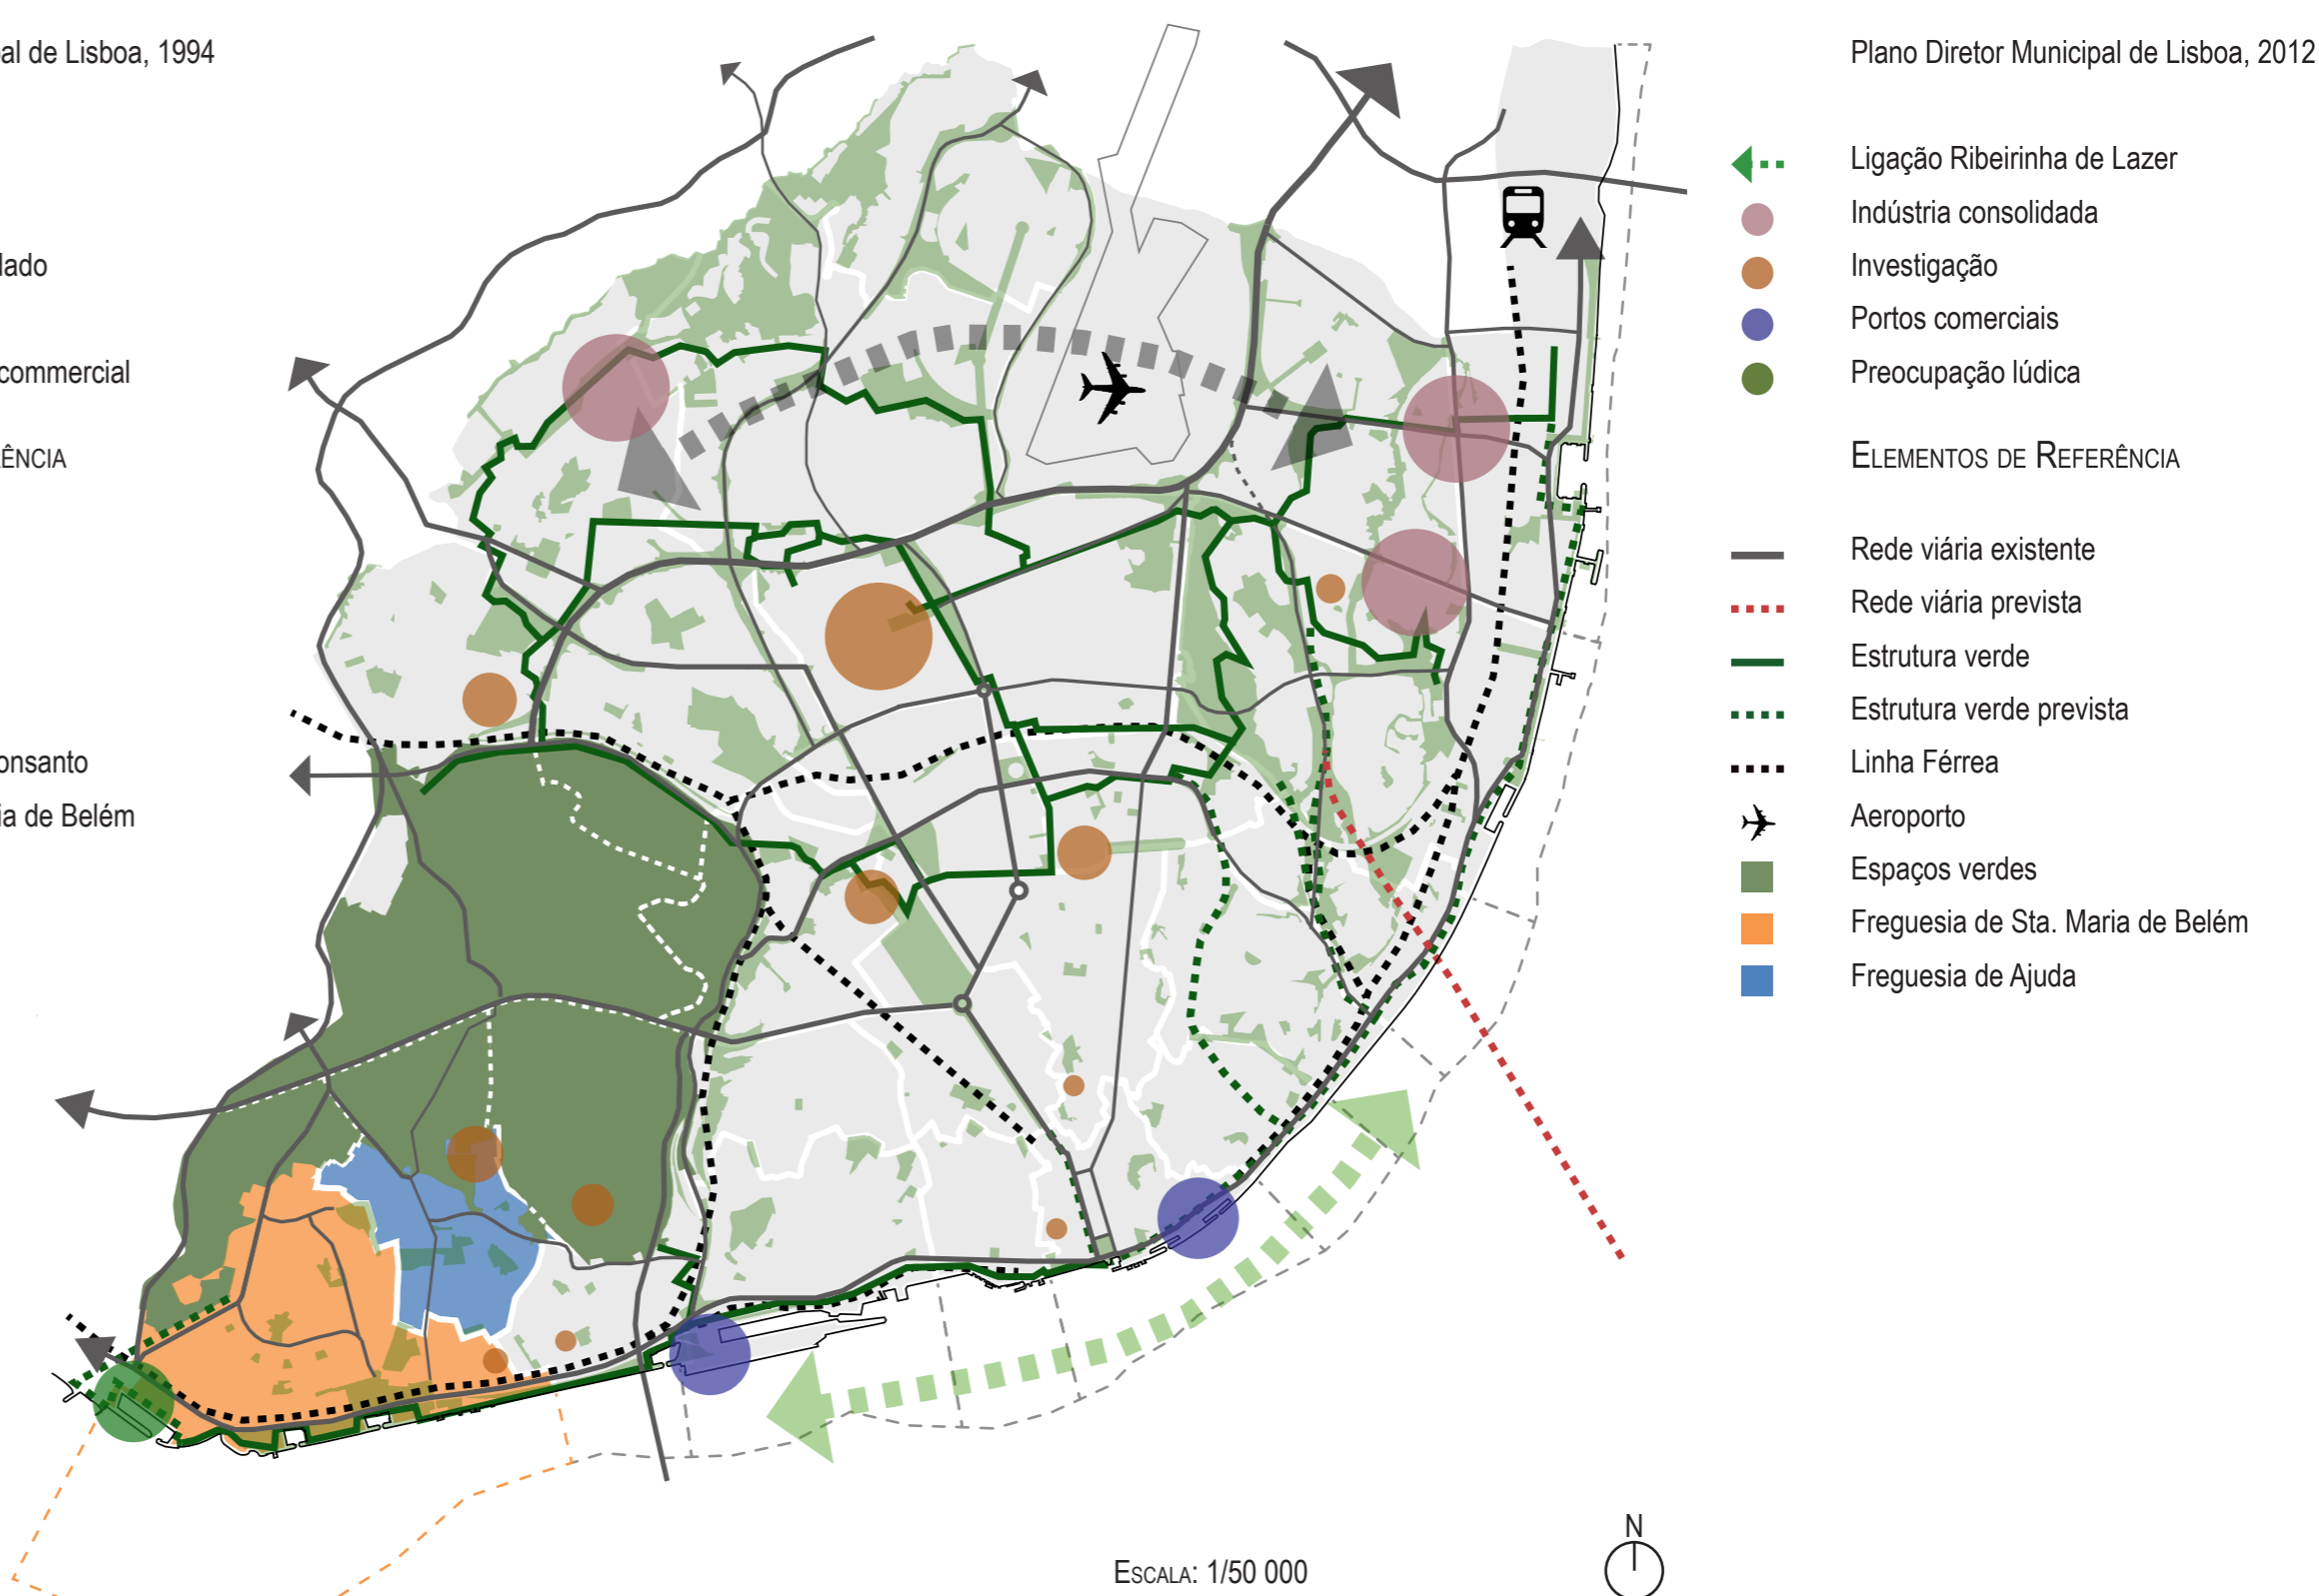 al de Lisboa, 1994
lado
commercial
ÊNCIA
onsanto
ia de Belém
Plano Diretor Municipal de Lisboa, 2012
Ligação Ribeirinha de Lazer
Indústria consolidada
Investigação
Portos comerciais
Preocupação lúdica
ELEMENTOS DE REFERÊNCIA
Rede viária existente
Rede viária prevista
Estrutura verde
Estrutura verde prevista
Linha Férrea
Aeroporto
Espaços verdes
Freguesia de Sta. Maria de Belém
Freguesia de Ajuda
ESCALA: 1/50 000
N